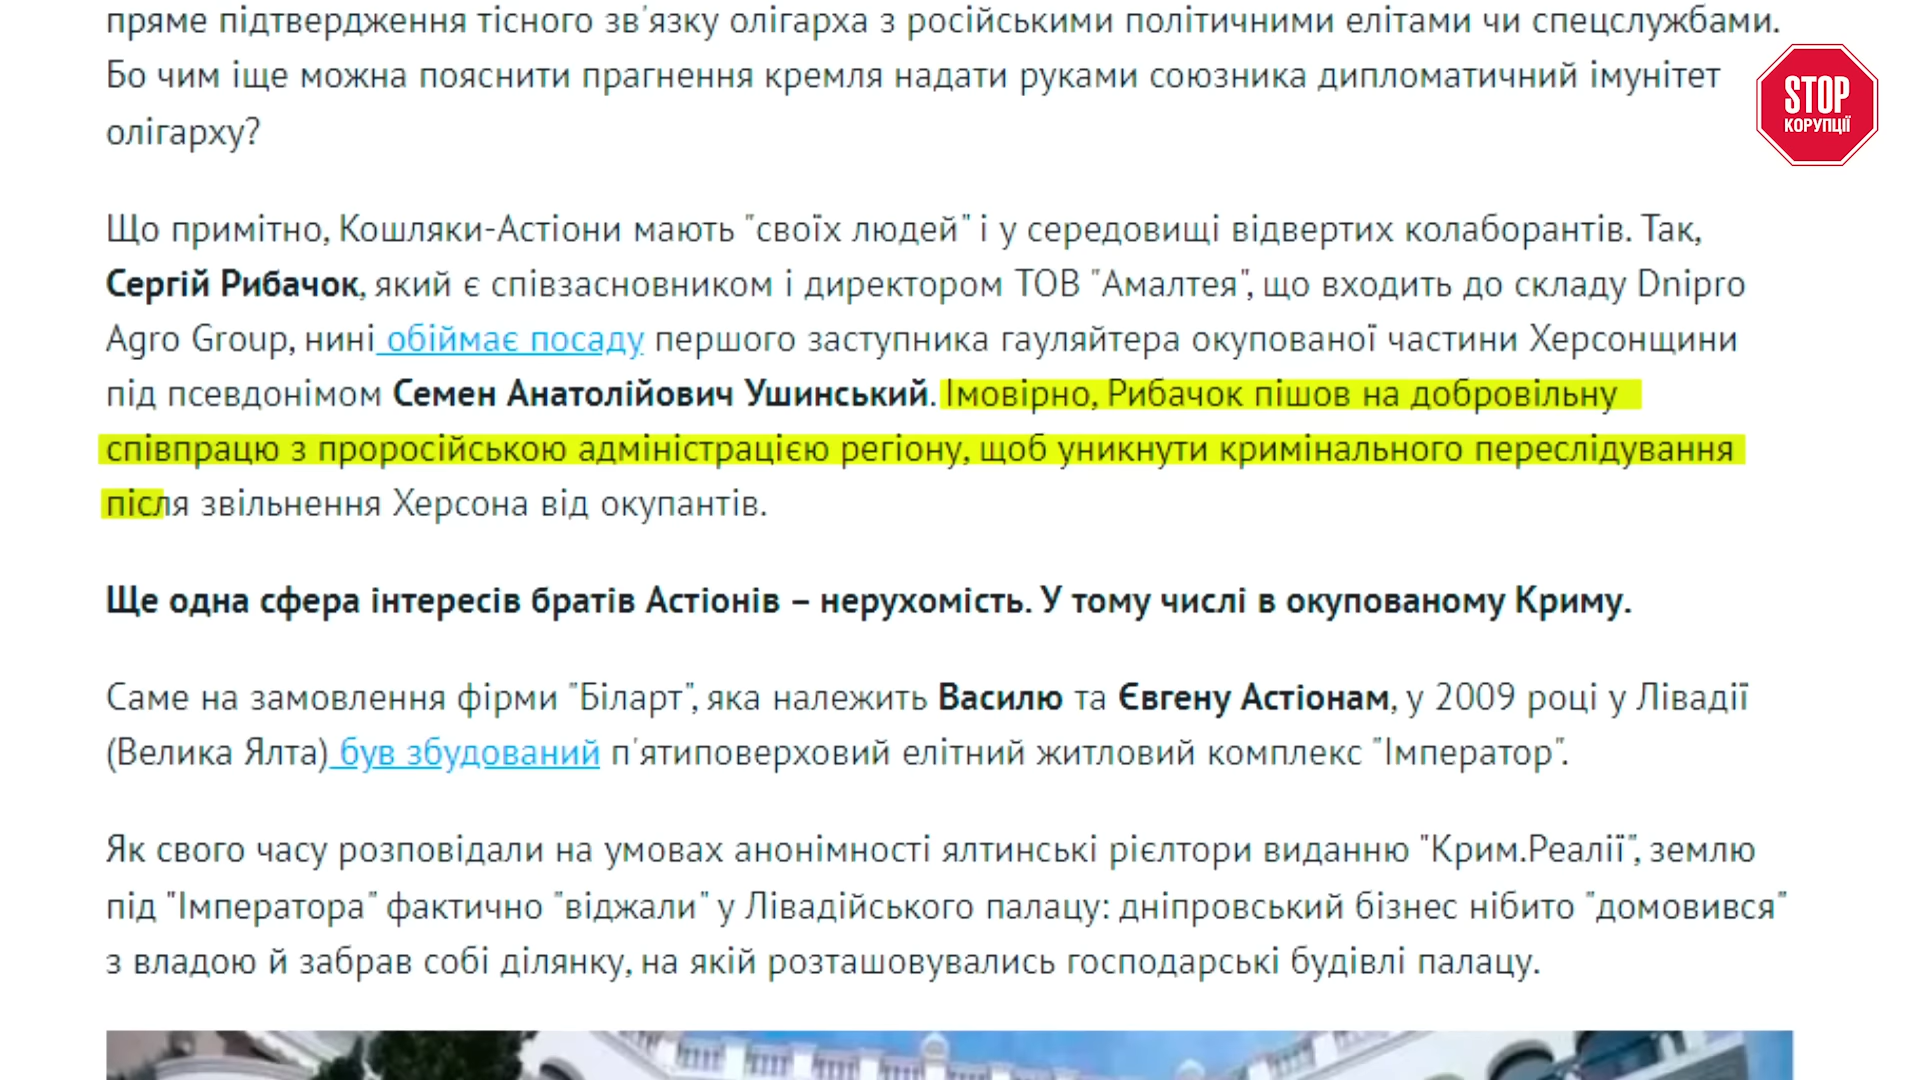 пряме підтвердження тісного зв'язку олігарха з російськими політичними елітами чи спецслужбами.
Бо чим іще можна пояснити прагнення кремля надати руками союзника дипломатичний імунітет
олігарху?
STOP
КОРУПЦІЇ
Що примітно, Кошляки-Астіони мають "своїх людей" і у середовищі відвертих колаборантів. Так,
Сергій Рибачок, який є співзасновником і директором ТОВ "Амалтея", що входить до складу Dnipro
Agro Group, нині обіймає посаду першого заступника гауляйтера окупованої частини Херсонщини
під псевдонімом Семен Анатолійович Ушинський. Імовірно, Рибачок пішов на добровільну
співпрацю з проросійською адміністрацією регіону, щоб уникнути кримінального переслідування
після звільнення Херсона від окупантів.
Ще одна сфера інтересів братів Астіонів – нерухомість. У тому числі в окупованому Криму.
Саме на замовлення фірми "Біларт", яка належить Василю та Євгену Астіонам, у 2009 році у Лівадії
(Велика Ялта) був збудований п'ятиповерховий елітний житловий комплекс "Імператор".
Як свого часу розповідали на умовах анонімності ялтинські рієлтори виданню "Крим.Реалії", землю
під "Імператора" фактично "віджали" у Лівадійського палацу: дніпровський бізнес нібито "домовився"
з владою й забрав собі ділянку, на якій розташовувались господарські будівлі палацу.